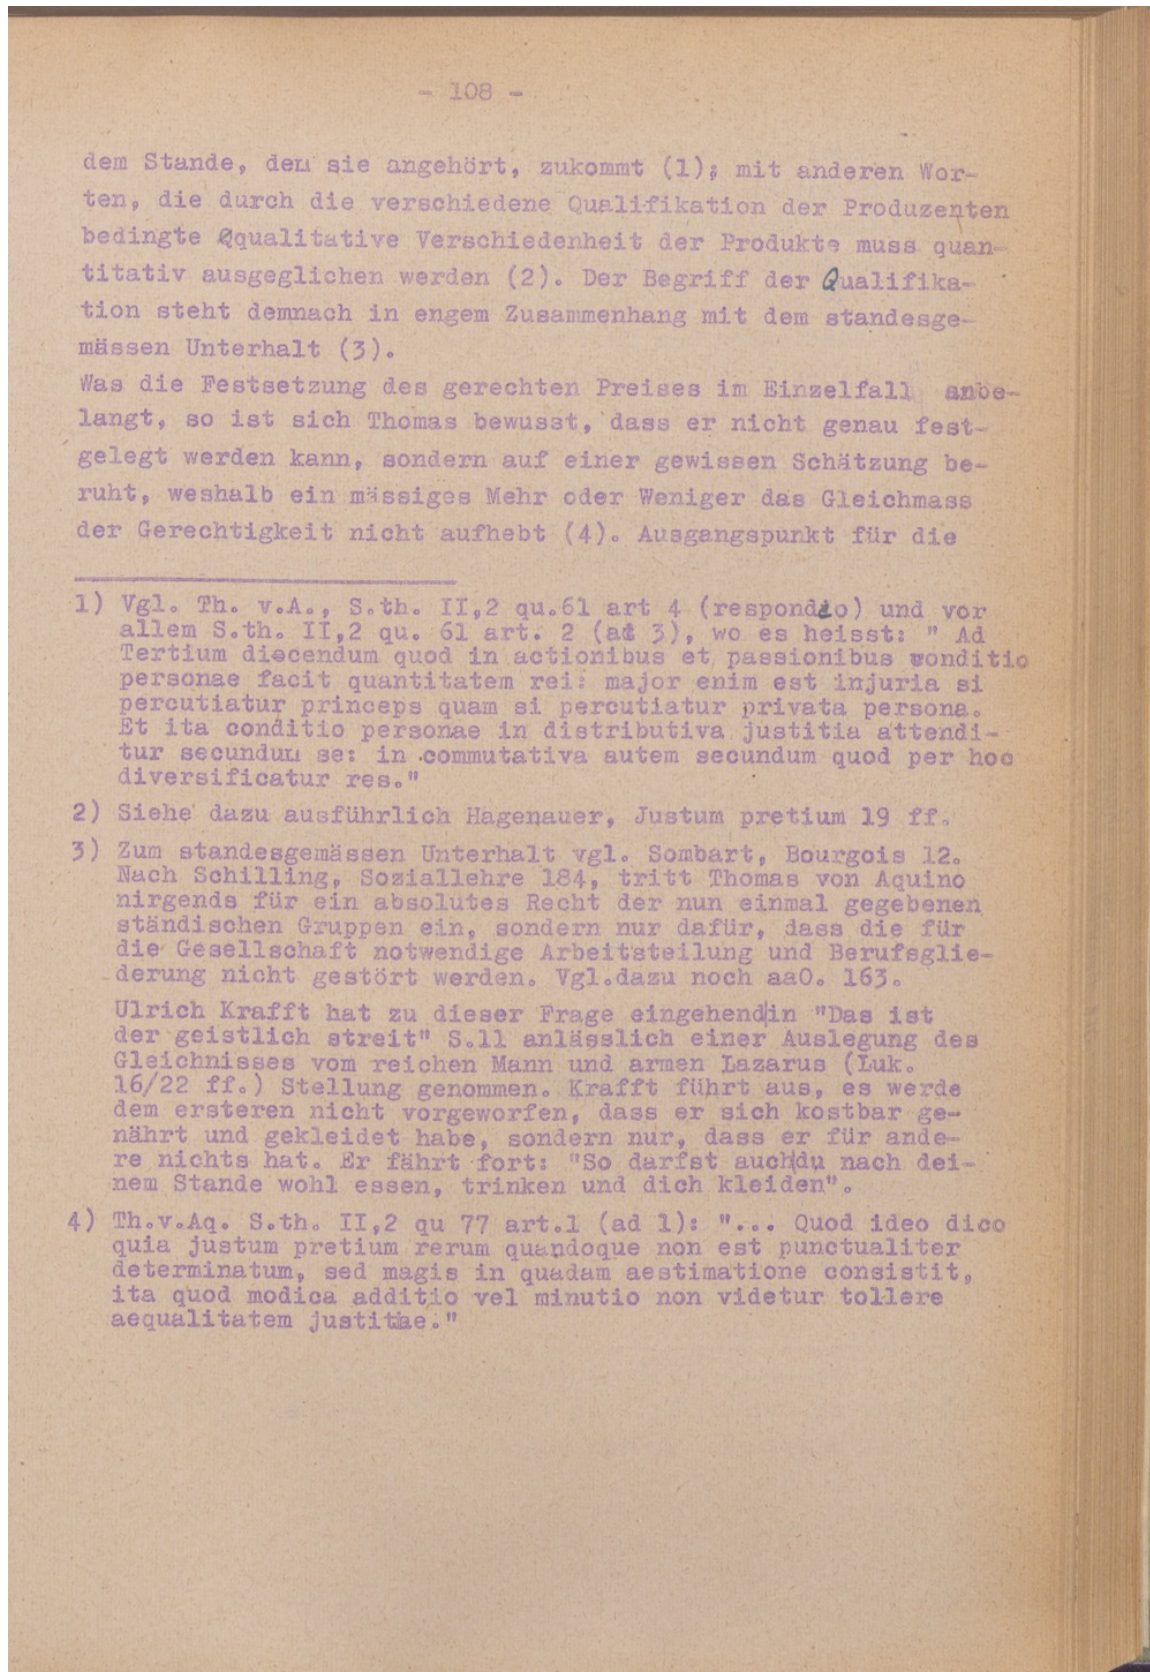 - 108 -
dem Stande, dem sie angehört, zukommt (1); mit anderen Wor-
ten, die durch die verschiedene Qualifikation der Produzenten
bedingte qualitative Verschiedenheit der Produkte muss quan-
titativ ausgeglichen werden (2). Der Begriff der Qualifika-
tion steht demnach in engem Zusammenhang mit dem standesge-
mässen Unterhalt (3).
Was die Festsetzung des gerechten Preises im Einzelfall anbe-
langt, so ist sich Thomas bewusst, dass er nicht genau fest-
gelegt werden kann, sondern auf einer gewissen Schätzung be-
ruht, weshalb ein mässiges Mehr oder Weniger das Gleichmass
der Gerechtigkeit nicht aufhebt (4). Ausgangspunkt für die
1) Vgl. Th. v.A., S.th. II,2 qu.61 art 4 (respondio) und vor
allem S.th. II,2 qu. 61 art. 2 (ad 3), wo es heisst: " Ad
Tertium discendum quod in actionibus et passionibus conditio
personae facit quantitatem rei: major enim est injuria si
percutiatur princeps quam si percutiatur privata persona.
Et ita conditio personae in distributiva justitia attendi-
tur secundum se: in commutativa autem secundum quod per hoc
diversificatur res."
2) Siehe dazu ausführlich Hagenauer, Justum pretium 19 ff.
3) Zum standesgemässen Unterhalt vgl. Sombart, Bourgois 12.
Nach Schilling, Soziallehre 184, tritt Thomas von Aquino
nirgends für ein absolutes Recht der nun einmal gegebenen
ständischen Gruppen ein, sondern nur dafür, dass die für
die Gesellschaft notwendige Arbeitsteilung und Berufsglie-
derung nicht gestört werden. Vgl.dazu noch aaO. 163.
Ulrich Krafft hat zu dieser Frage eingehend|in "Das ist
der geistlich streit" S.11 anlässlich einer Auslegung des
Gleichnisses vom reichen Mann und armen Lazarus (Luk.
16/22 ff.) Stellung genommen. Krafft führt aus, es werde
dem ersteren nicht vorgeworfen, dass er sich kostbar ge-
nährt und gekleidet habe, sondern nur, dass er für ande-
re nichts hat. Er fährt fort: "So darfst auch|du nach dei-
nem Stande wohl essen, trinken und dich kleiden".
4) Th.v.Aq. S.th. II,2 qu 77 art.1 (ad 1): "... Quod ideo dico
quia justum pretium rerum quandoque non est punctualiter
determinatum, sed magis in quadam aestimatione consistit,
ita quod modica additio vel minutio non videtur tollere
aequalitatem justitiae."